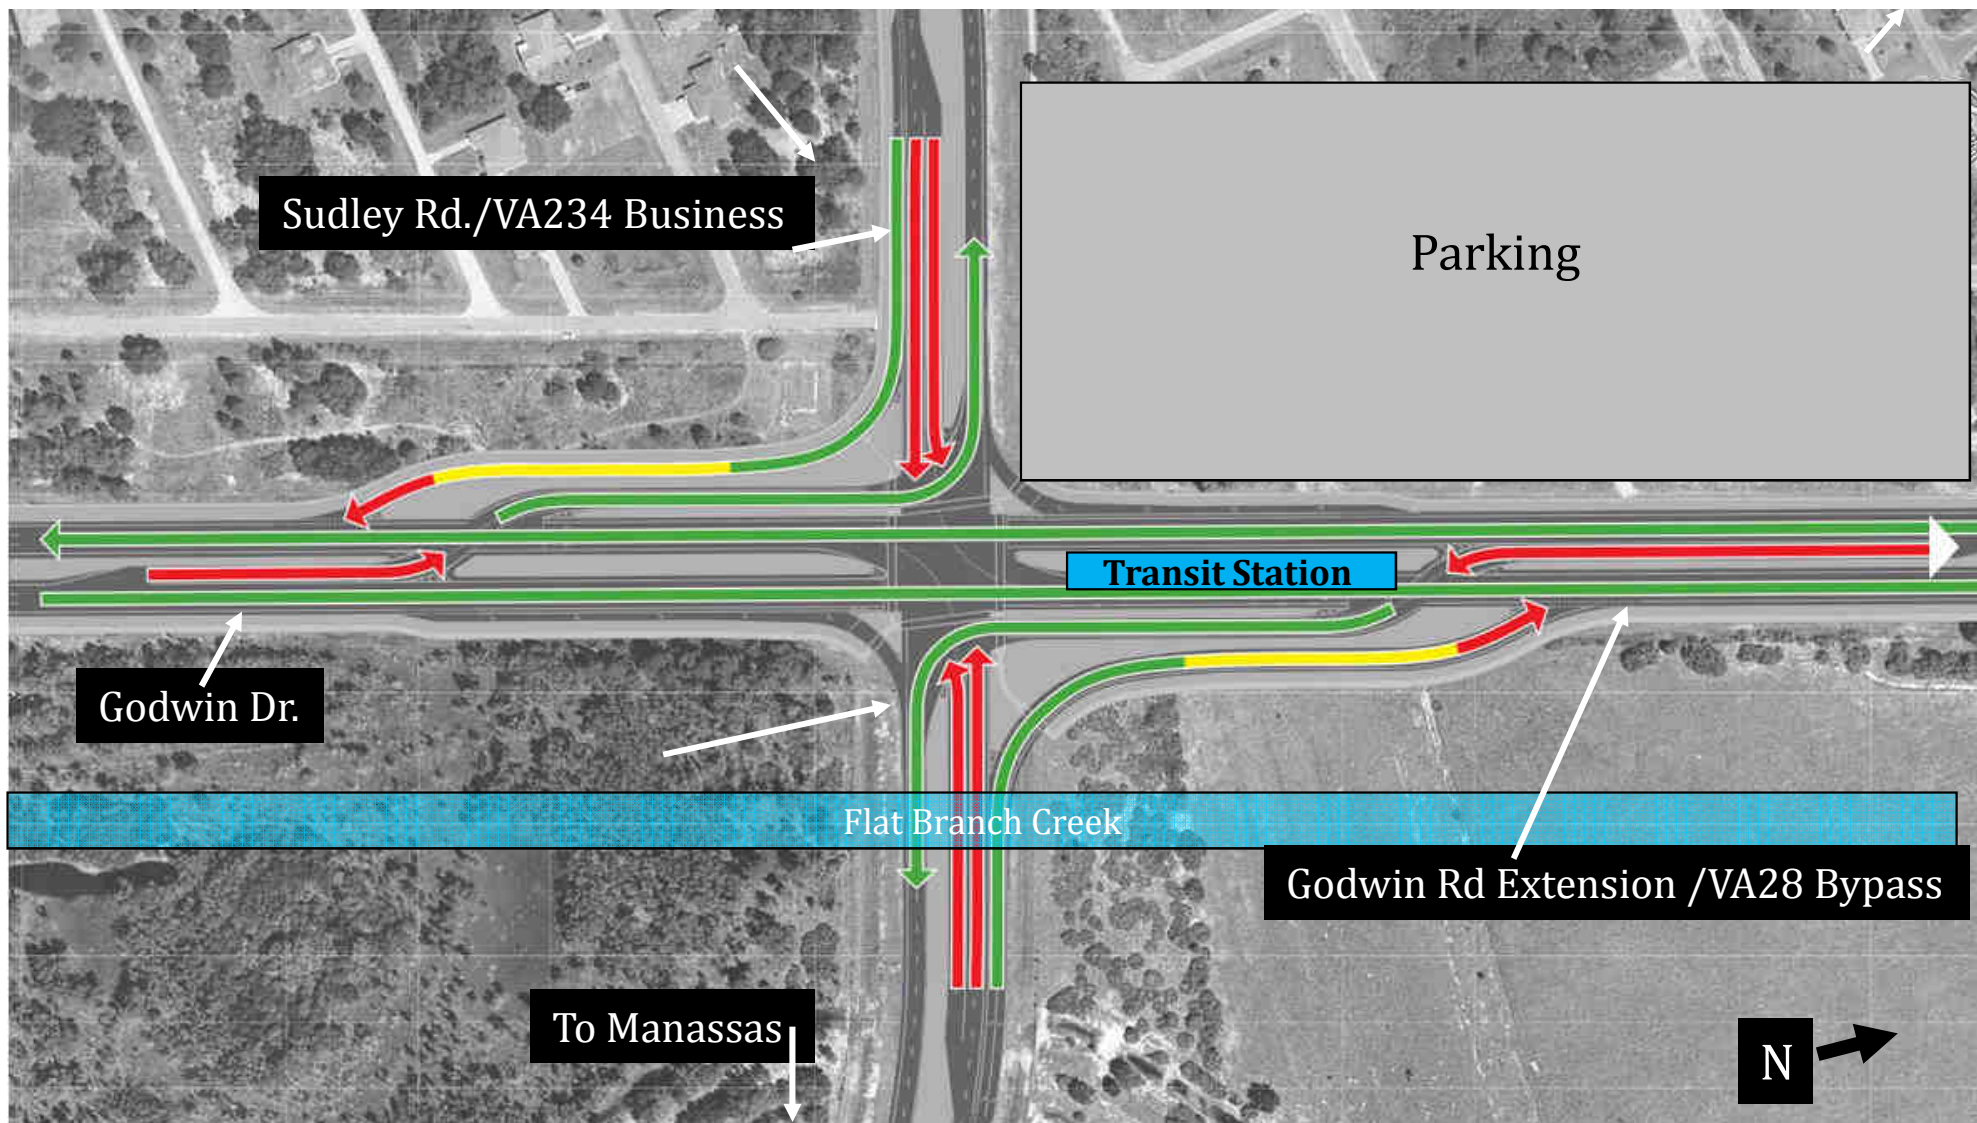 Sudley Rd./VA234 Business
Parking
Transit Station
Godwin Dr.
Flat Branch Creek
Godwin Rd Extension /VA28 Bypass
To Manassas
N